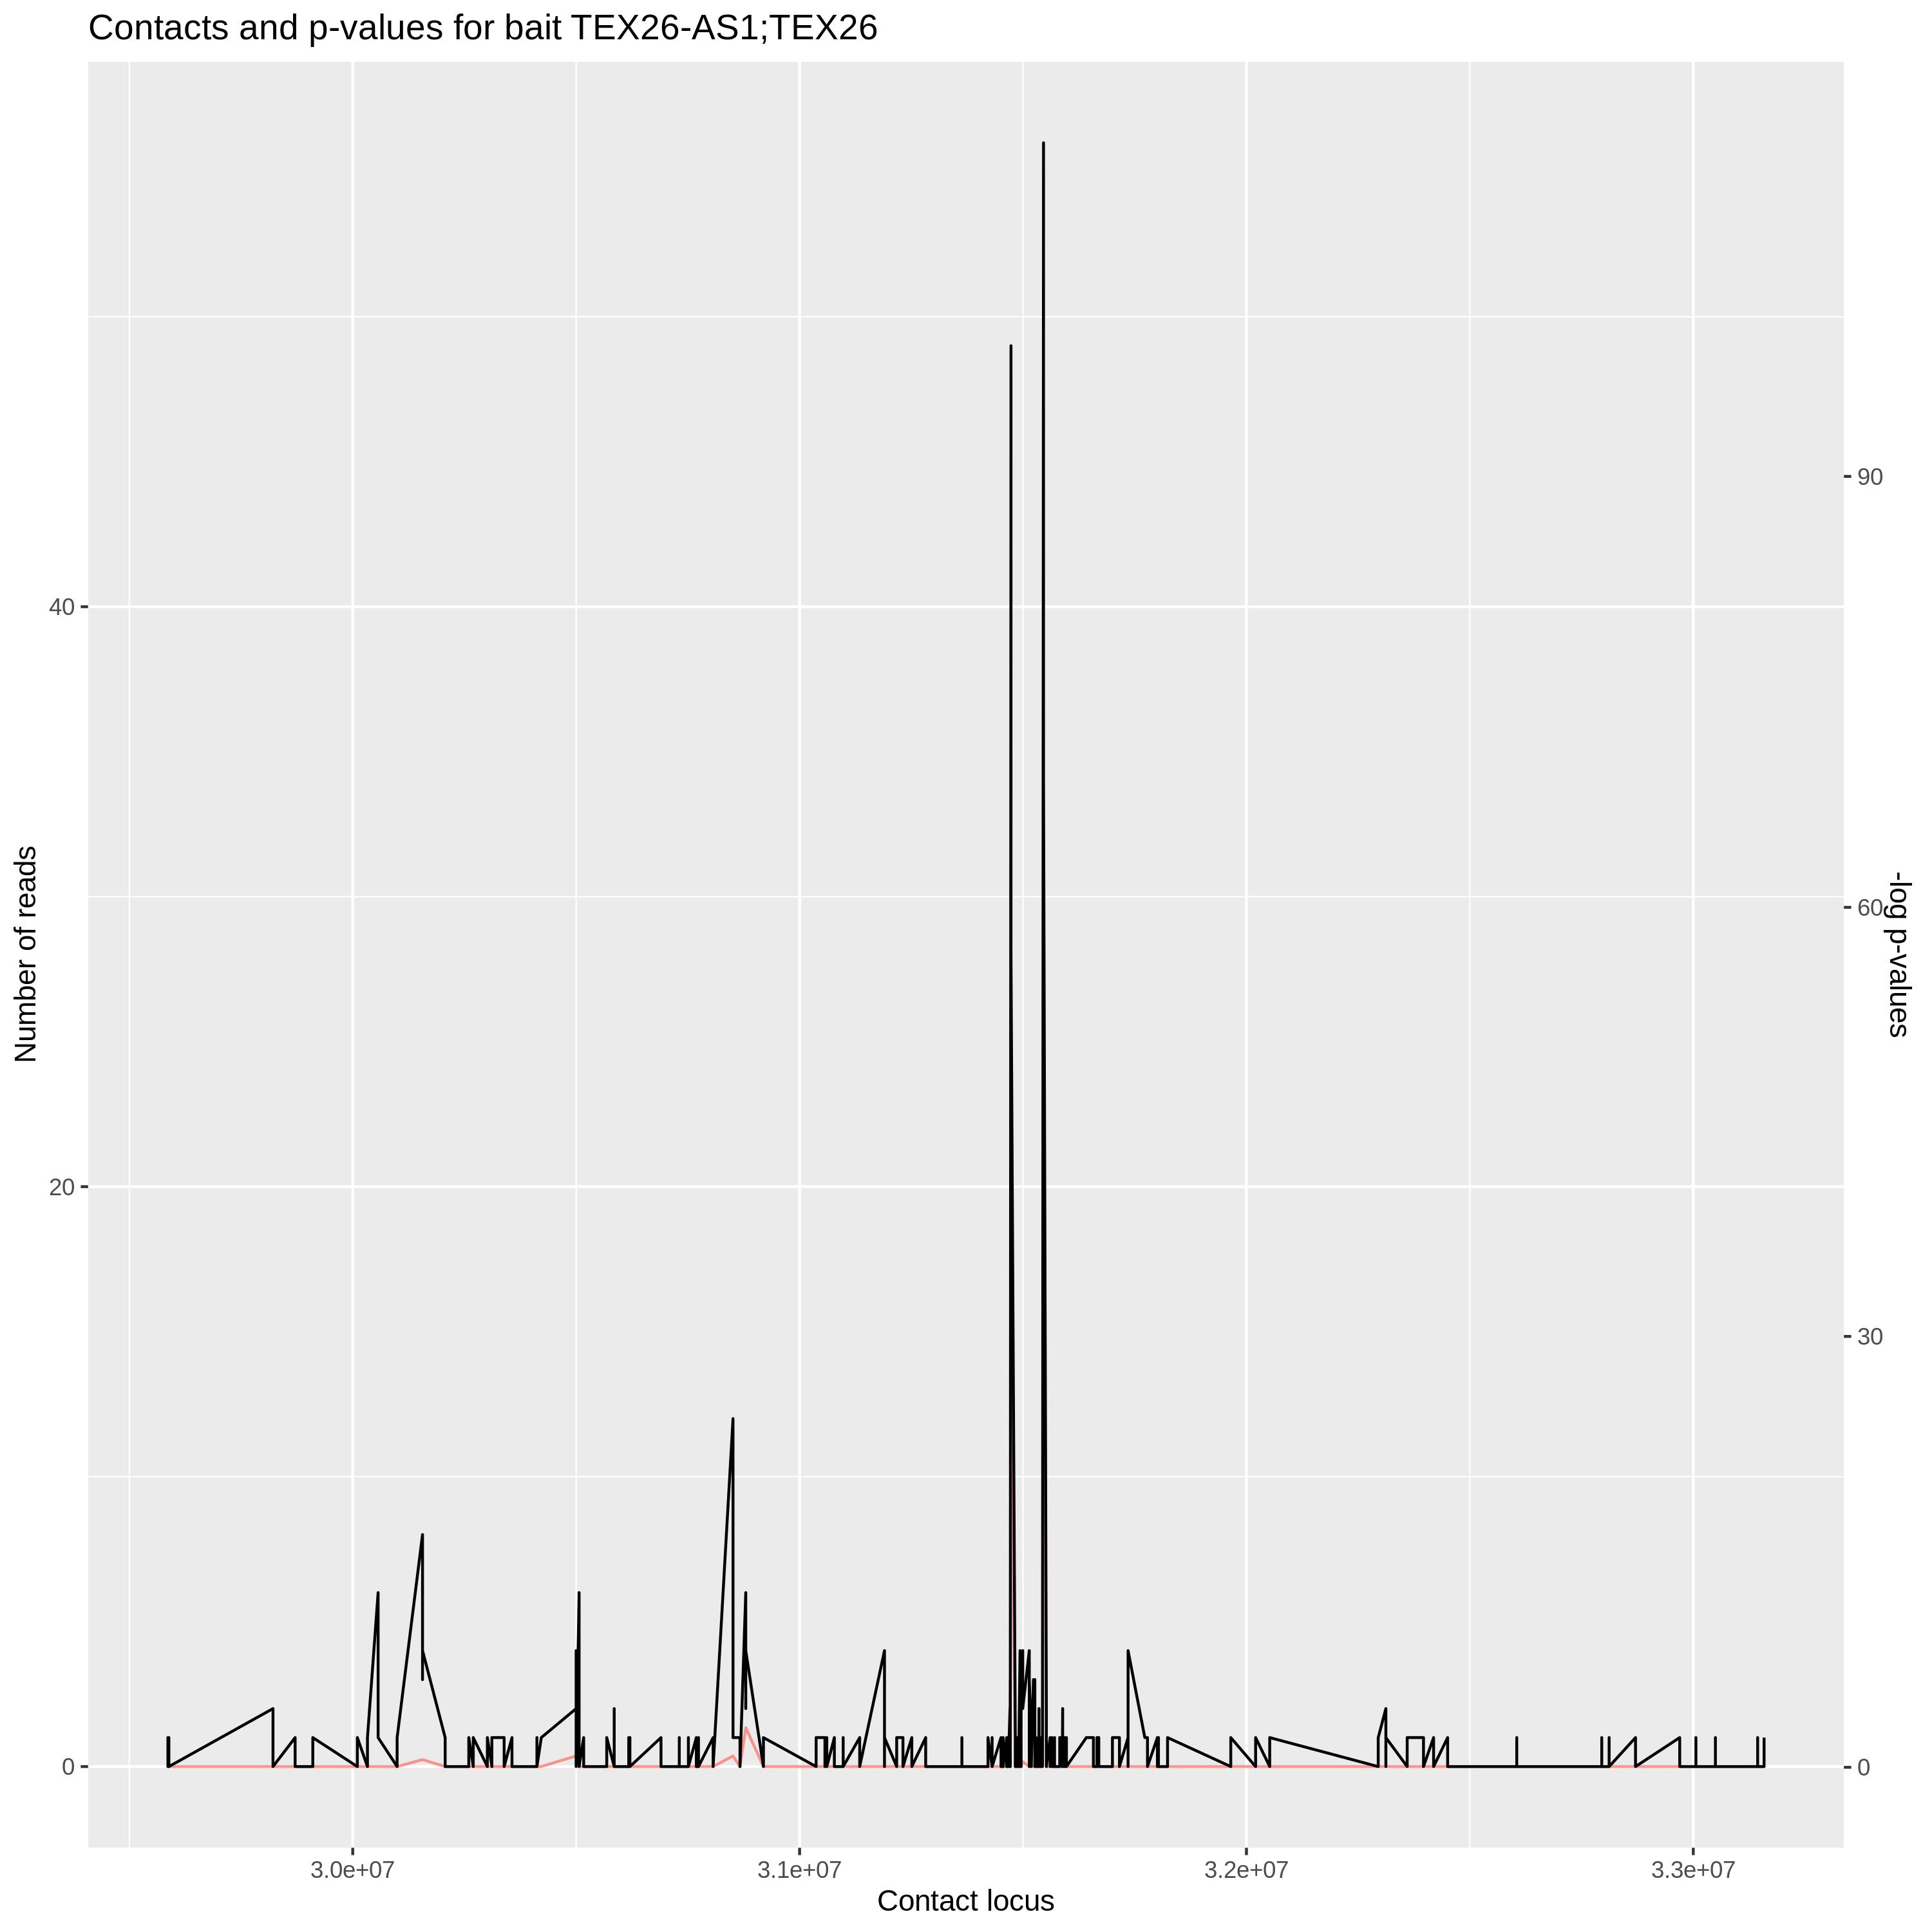 Contacts and p-values for bait TEX26-AS1;TEX26
Number of reads
40
20
0
90
60
30
0
-log p-values
3.0e+07 3.1e+07 3.2e+07 3.3e+07
Contact locus